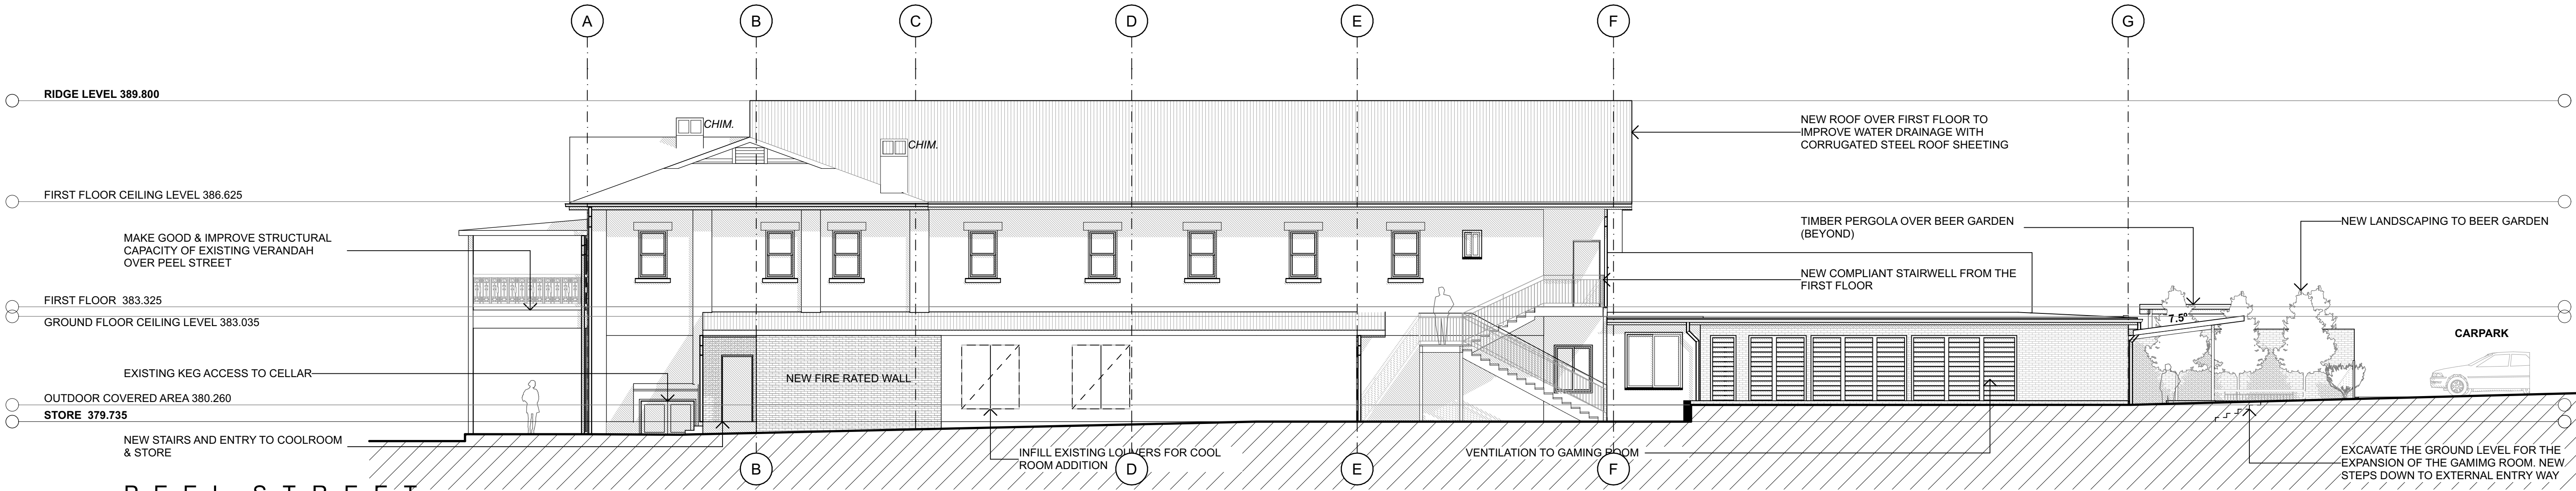 A
B
C
D
E
F
G
RIDGE LEVEL 389.800
CHIM.
CHIM.
NEW ROOF OVER FIRST FLOOR TO
IMPROVE WATER DRAINAGE WITH
CORRUGATED STEEL ROOF SHEETING
FIRST FLOOR CEILING LEVEL 386.625
MAKE GOOD & IMPROVE STRUCTURAL
CAPACITY OF EXISTING VERANDAH
OVER PEEL STREET
TIMBER PERGOLA OVER BEER GARDEN
(BEYOND)
NEW LANDSCAPING TO BEER GARDEN
NEW COMPLIANT STAIRWELL FROM THE
FIRST FLOOR
FIRST FLOOR 383.325
GROUND FLOOR CEILING LEVEL 383.035
7.5°
CARPARK
EXISTING KEG ACCESS TO CELLAR
NEW FIRE RATED WALL
OUTDOOR COVERED AREA 380.260
STORE 379.735
NEW STAIRS AND ENTRY TO COOLROOM
& STORE
INFILL EXISTING LOUVERS FOR COOL
ROOM ADDITION
VENTILATION TO GAMING ROOM
EXCAVATE THE GROUND LEVEL FOR THE
EXPANSION OF THE GAMIMG ROOM. NEW
STEPS DOWN TO EXTERNAL ENTRY WAY
B
D
E
F
PEEL STREET